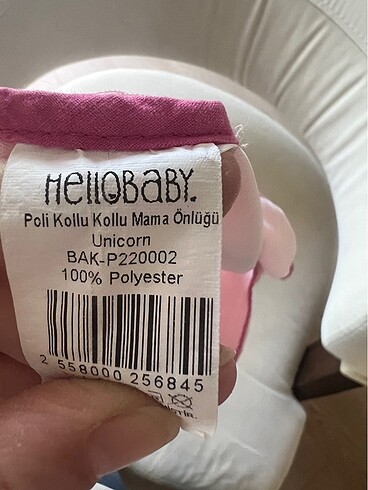 HelloBABY.
Poli Kollu Kollu Mama Önlüğü
Unicorn
BAK-P220002
100% Polyester
2 558000 256845